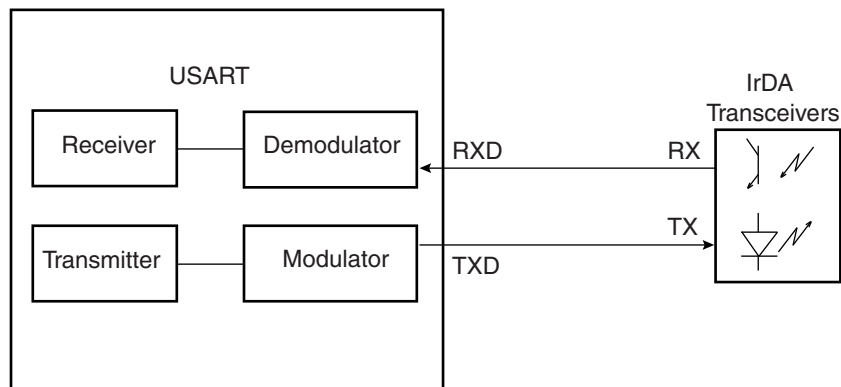 USART
IrDA
Transceivers
Receiver
Demodulator
RXD
RX
Transmitter
Modulator
TXD
TX